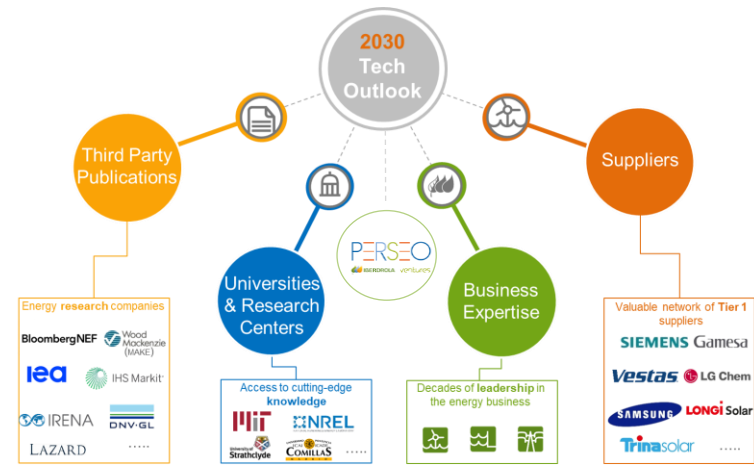 2030
Tech
Outlook
Third Party
Publications
Suppliers
PERSEO
IBERDROLA ventures
Universities
& Research
Centers
Business
Expertise
Energy research companies
BloombergNEF
Wood
Mackenzie
(MAKE)
iea
IHS Markit
IRENA
DNV·GL
LAZARD
.....
Access to cutting-edge
knowledge
MIT
NREL
University of
Strathclyde
COMILLAS
.....
Decades of leadership in
the energy business
Valuable network of Tier 1
suppliers
SIEMENS Gamesa
Vestas
LG Chem
SAMSUNG
LONGi Solar
Trinasolar
.....